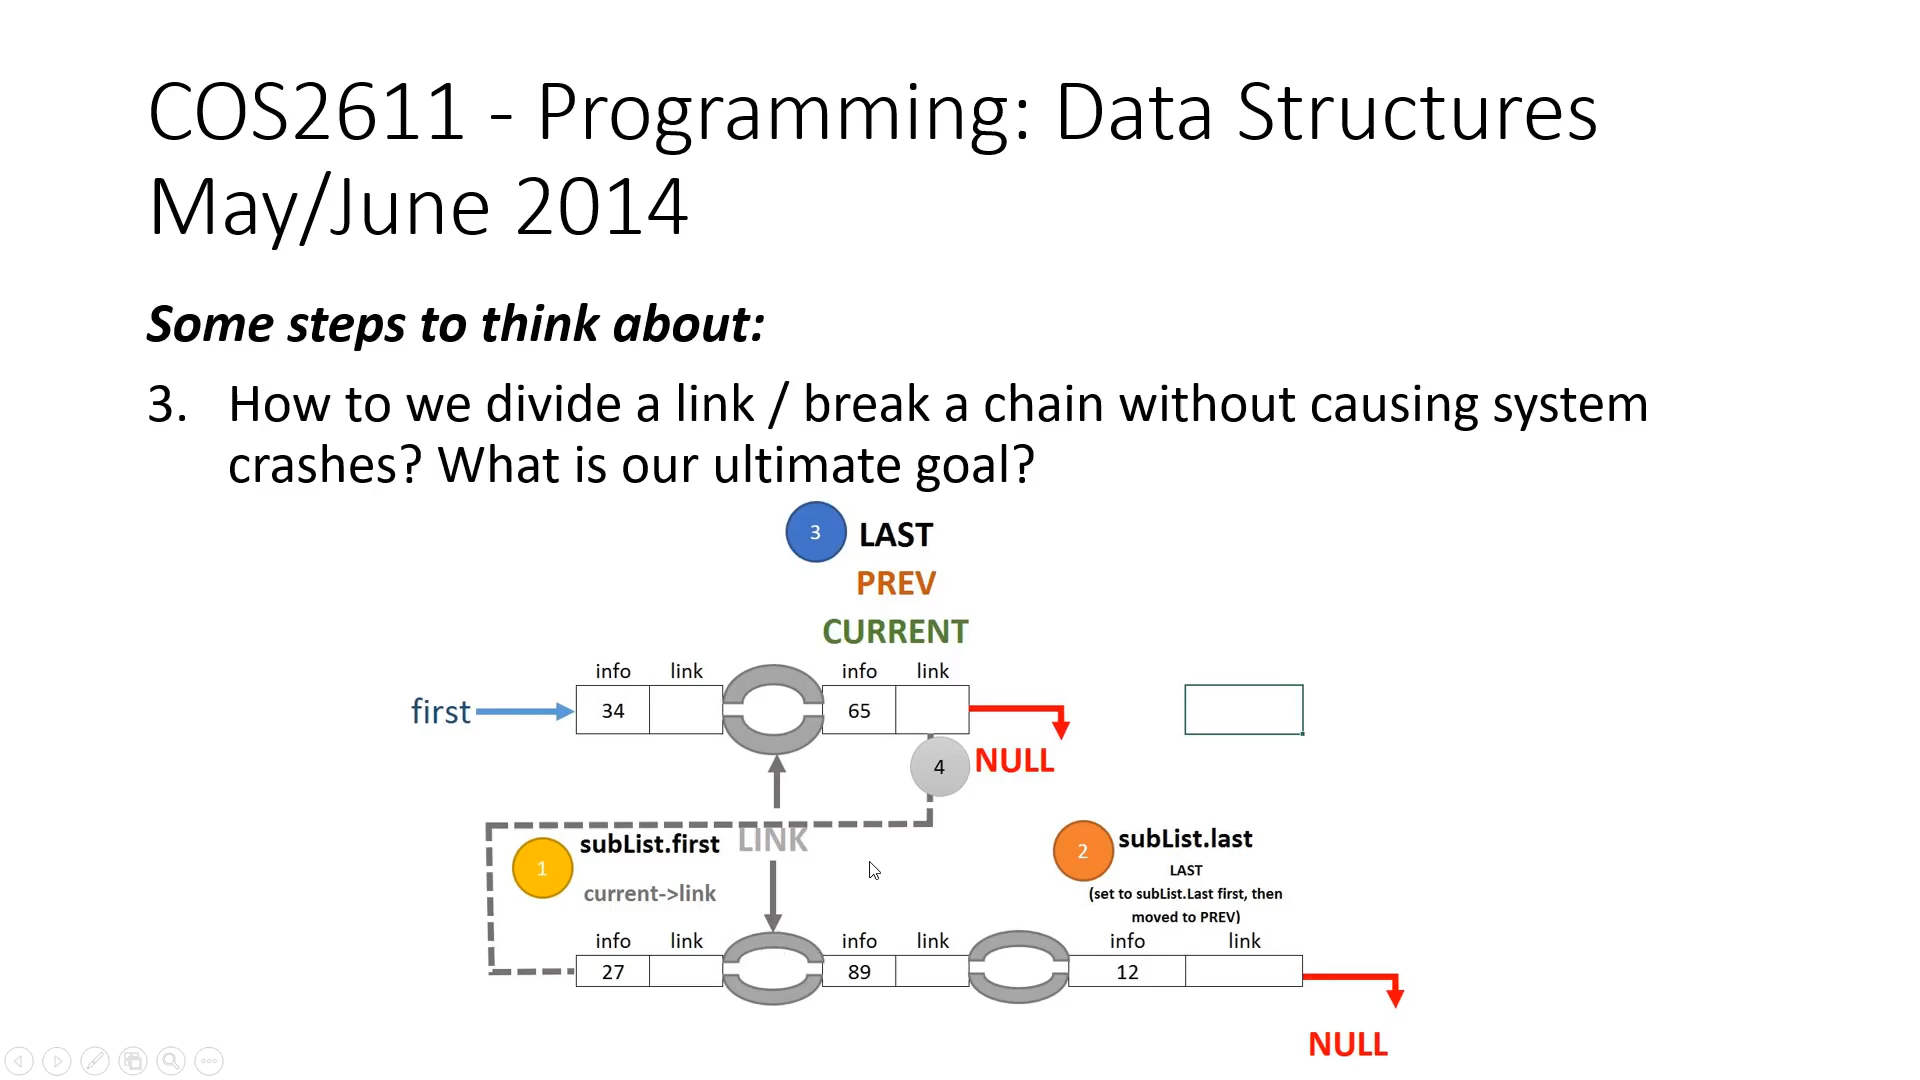 COS2611 - Programming: Data Structures
May/June 2014
Some steps to think about:
3. How to we divide a link / break a chain without causing system
crashes? What is our ultimate goal?
3 LAST
PREV
CURRENT
info link info link
first 34 65
4 NULL
1 subList.first LINK 2 subList.last
LAST
current->link (set to subList.Last first, then
moved to PREV)
info link info link info link
27 89 12
NULL